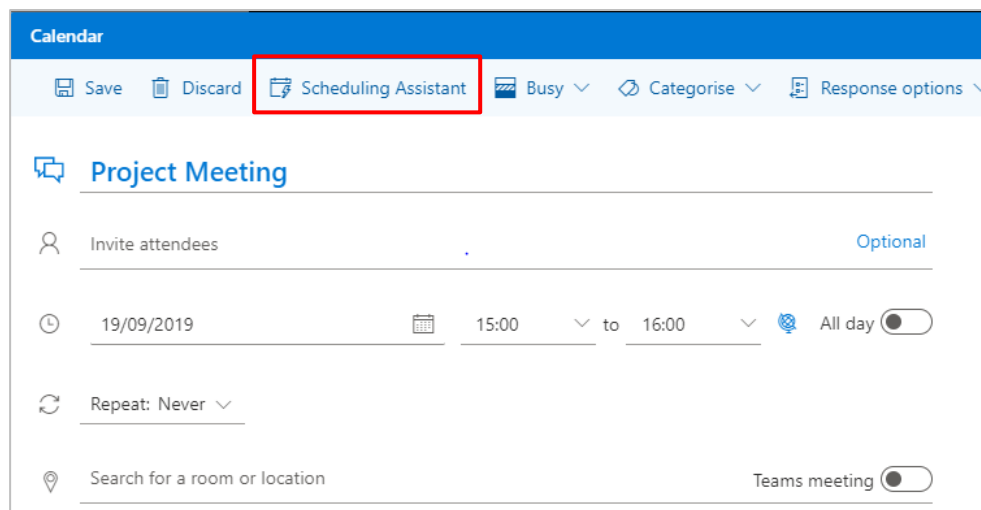 Calendar
Save Discard Scheduling Assistant Busy Categorise Response options
Project Meeting
Invite attendees Optional
19/09/2019 15:00 to 16:00 All day
Repeat: Never
Search for a room or location Teams meeting